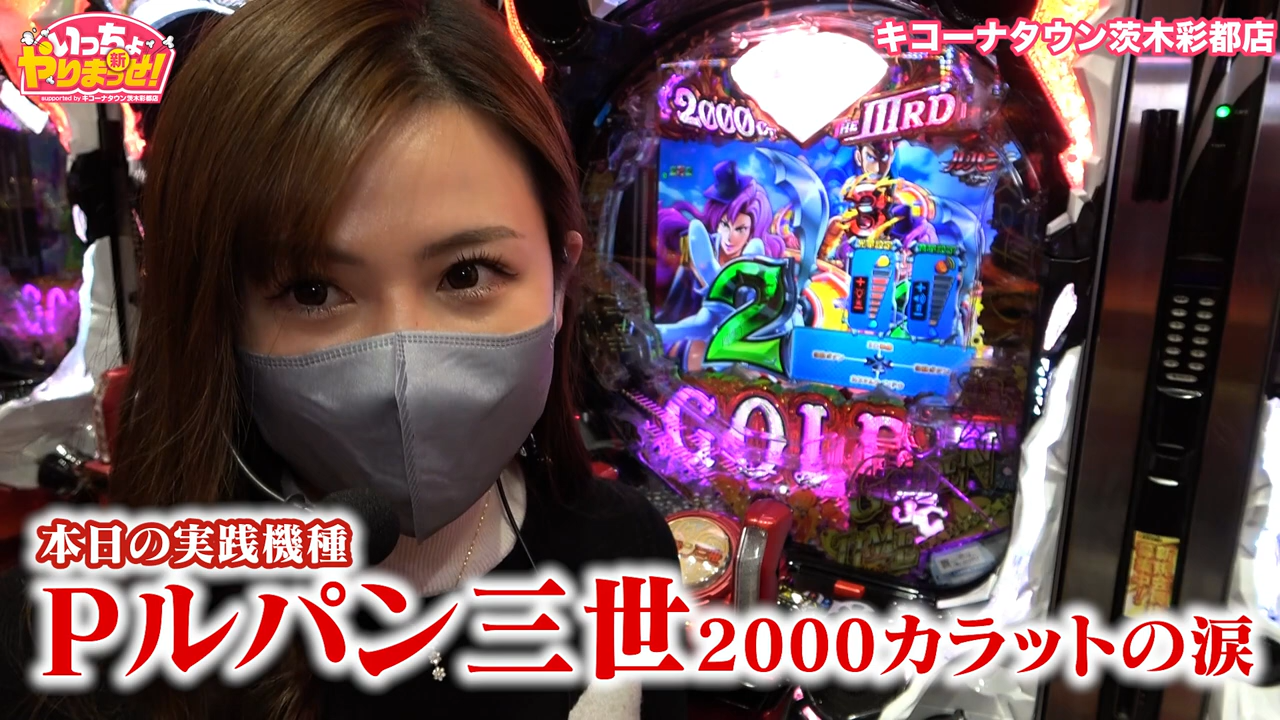 いっちょ
やりまっせ!
新
supported by キコーナタウン茨木彩都店
キコーナタウン茨木彩都店
2000 OF THE IIIRD
3
2
GOLD
本日の実践機種
Pルパン三世 2000カラットの涙